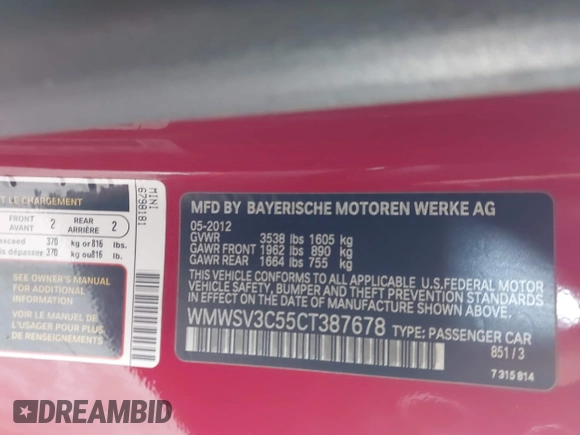 T LE CHARGEMENT
FRONT AVANT 2 REAR ARRIÈRE 2
exceed 370 kg or 816 lbs.
is dépasser 370 kg ou 816 lb.
SEE OWNER'S MANUAL
FOR ADDITIONAL
INFORMATION
VOIR LE MANUEL DE
L'USAGER POUR PLUS
DE RENSEIGNEMENTS
MINI
6798181
MFD BY BAYERISCHE MOTOREN WERKE AG
05-2012
GVWR 3538 lbs 1605 kg
GAWR FRONT 1962 lbs 890 kg
GAWR REAR 1664 lbs 755 kg
THIS VEHICLE CONFORMS TO ALL APPLICABLE U.S.FEDERAL MOTOR
VEHICLE SAFETY, BUMPER AND THEFT PREVENTION STANDARDS
IN EFFECT ON THE DATE OF MANUFACTURE SHOWN ABOVE.
WMWSV3C55CT387678 TYPE: PASSENGER CAR
851/3
7 315 814
DREAMBID